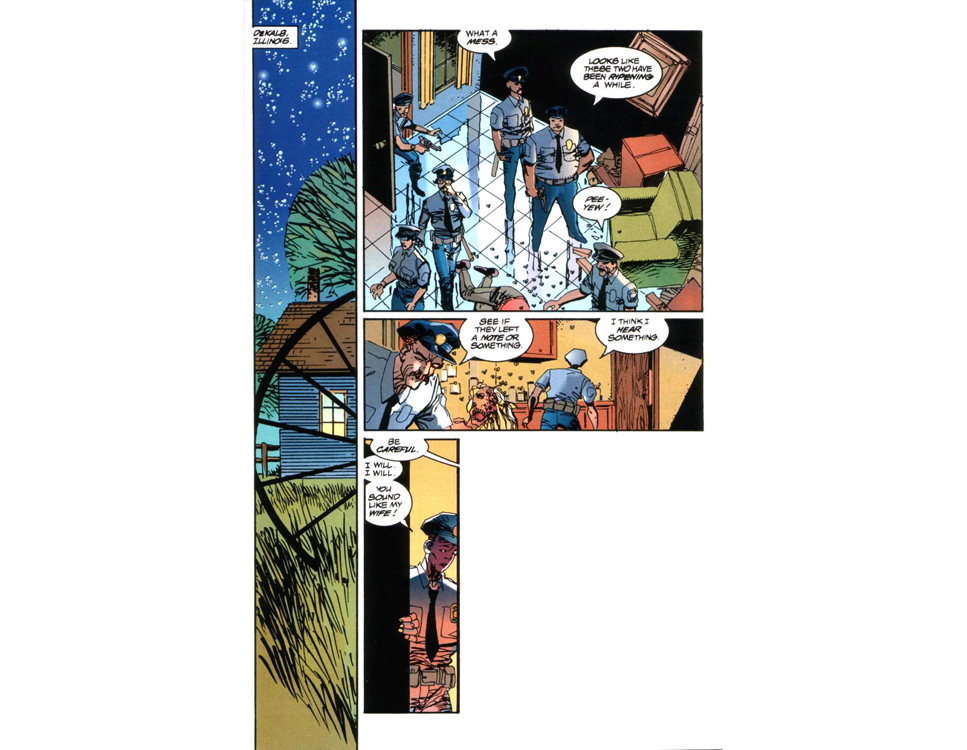 DEKALB,
ILLINOIS.
WHAT A
MESS.
LOOKS LIKE
THESE TWO HAVE
BEEN RIPENING
A WHILE.
PEE-
YEW!
SEE IF
THEY LEFT
A NOTE OR
SOMETHING.
I THINK I
HEAR
SOMETHING.
BE
CAREFUL.
I WILL.
I WILL.
YOU
SOUND
LIKE MY
WIFE!